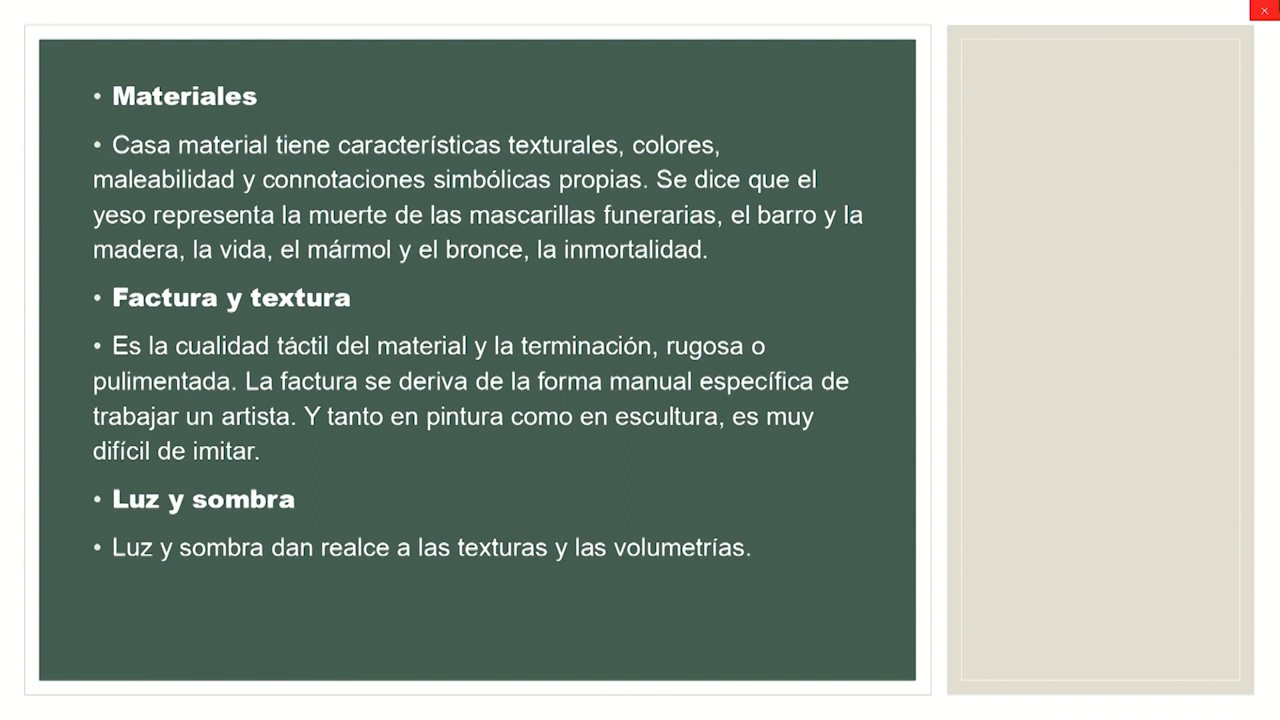 • Materiales
• Casa material tiene características texturales, colores,
maleabilidad y connotaciones simbólicas propias. Se dice que el
yeso representa la muerte de las mascarillas funerarias, el barro y la
madera, la vida, el mármol y el bronce, la inmortalidad.
• Factura y textura
• Es la cualidad táctil del material y la terminación, rugosa o
pulimentada. La factura se deriva de la forma manual específica de
trabajar un artista. Y tanto en pintura como en escultura, es muy
difícil de imitar.
• Luz y sombra
• Luz y sombra dan realce a las texturas y las volumetrías.